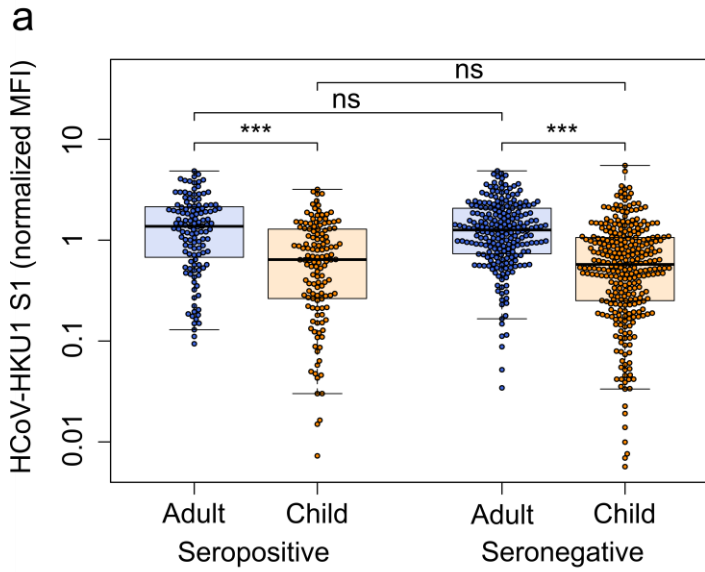 a
HCoV-HKU1 S1 (normalized MFI)
10
1
0.1
0.01
ns
ns
***
***
Adult Child Adult Child
Seropositive Seronegative